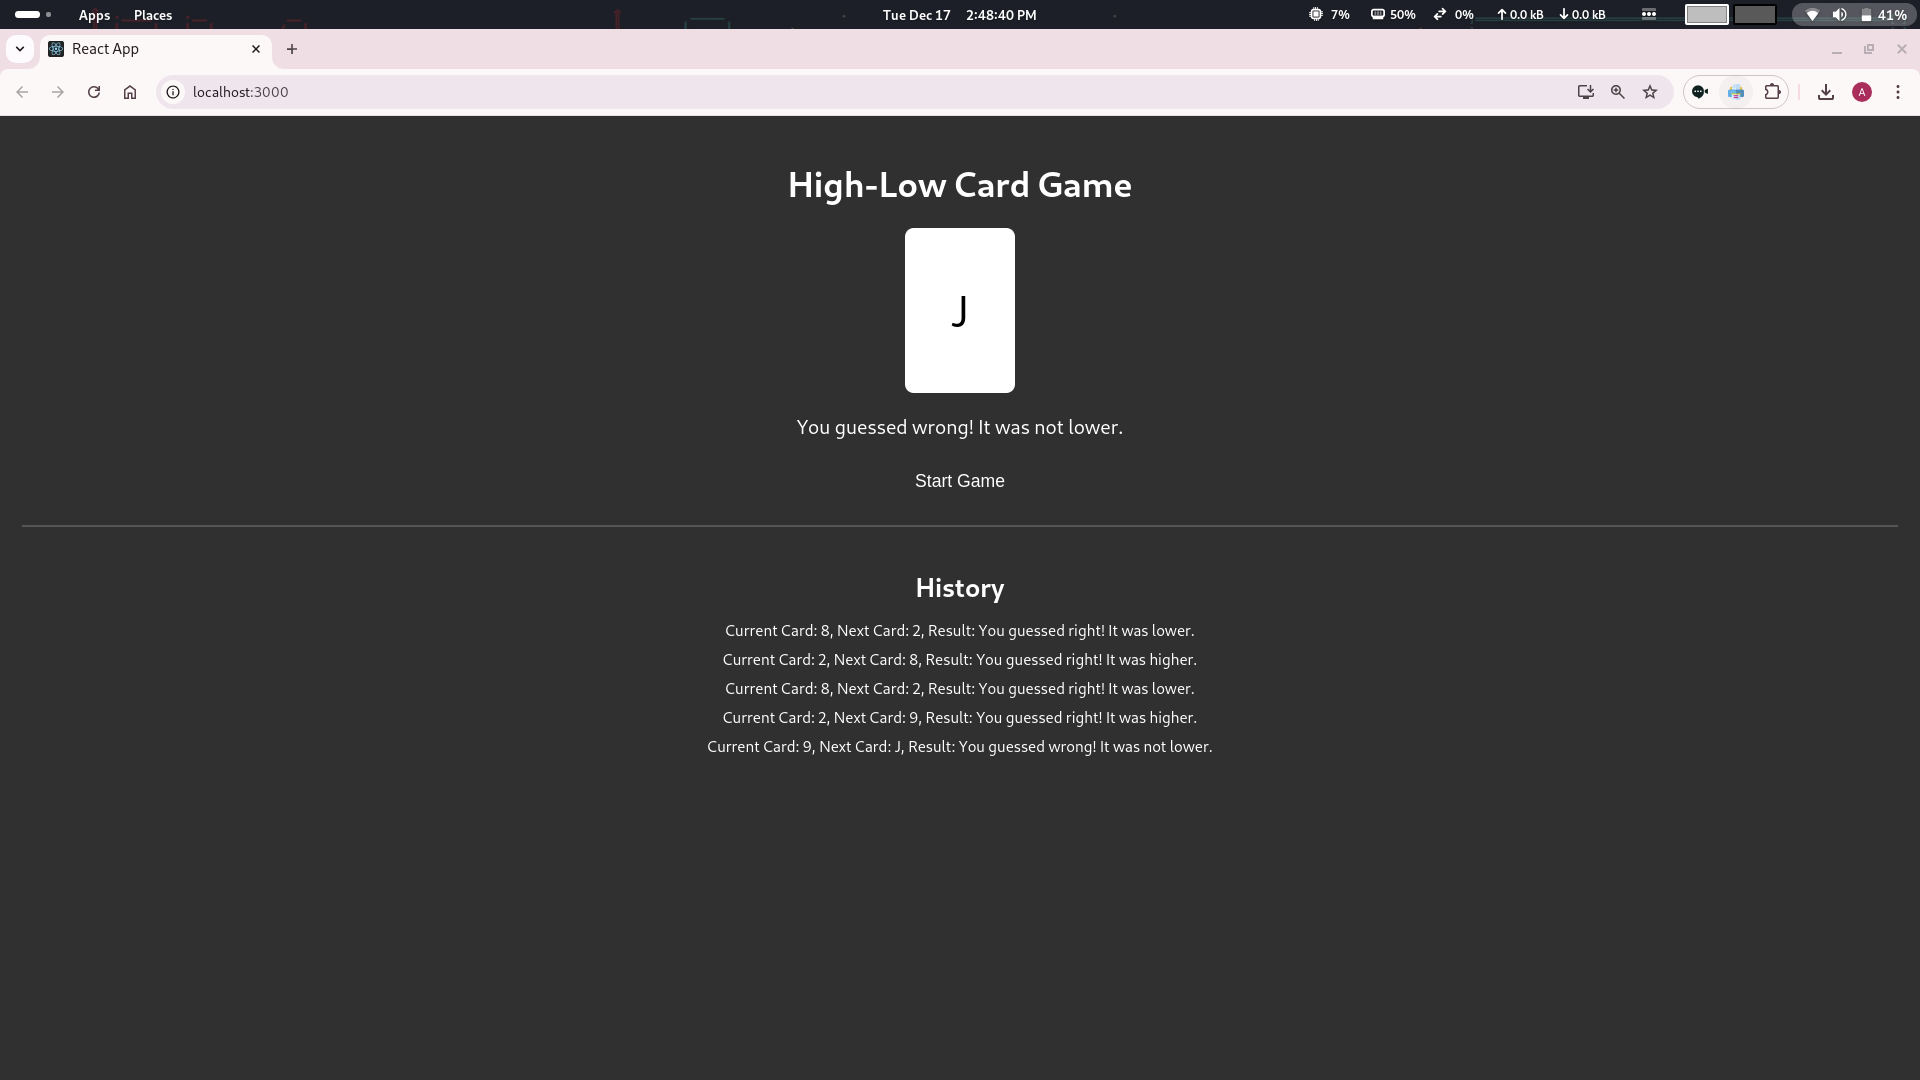 Apps Places Tue Dec 17 2:48:40 PM 7% 50% 0% 0.0 kB 0.0 kB 41%
React App
localhost:3000 A
High-Low Card Game
J
You guessed wrong! It was not lower.
Start Game
History
Current Card: 8, Next Card: 2, Result: You guessed right! It was lower.
Current Card: 2, Next Card: 8, Result: You guessed right! It was higher.
Current Card: 8, Next Card: 2, Result: You guessed right! It was lower.
Current Card: 2, Next Card: 9, Result: You guessed right! It was higher.
Current Card: 9, Next Card: J, Result: You guessed wrong! It was not lower.